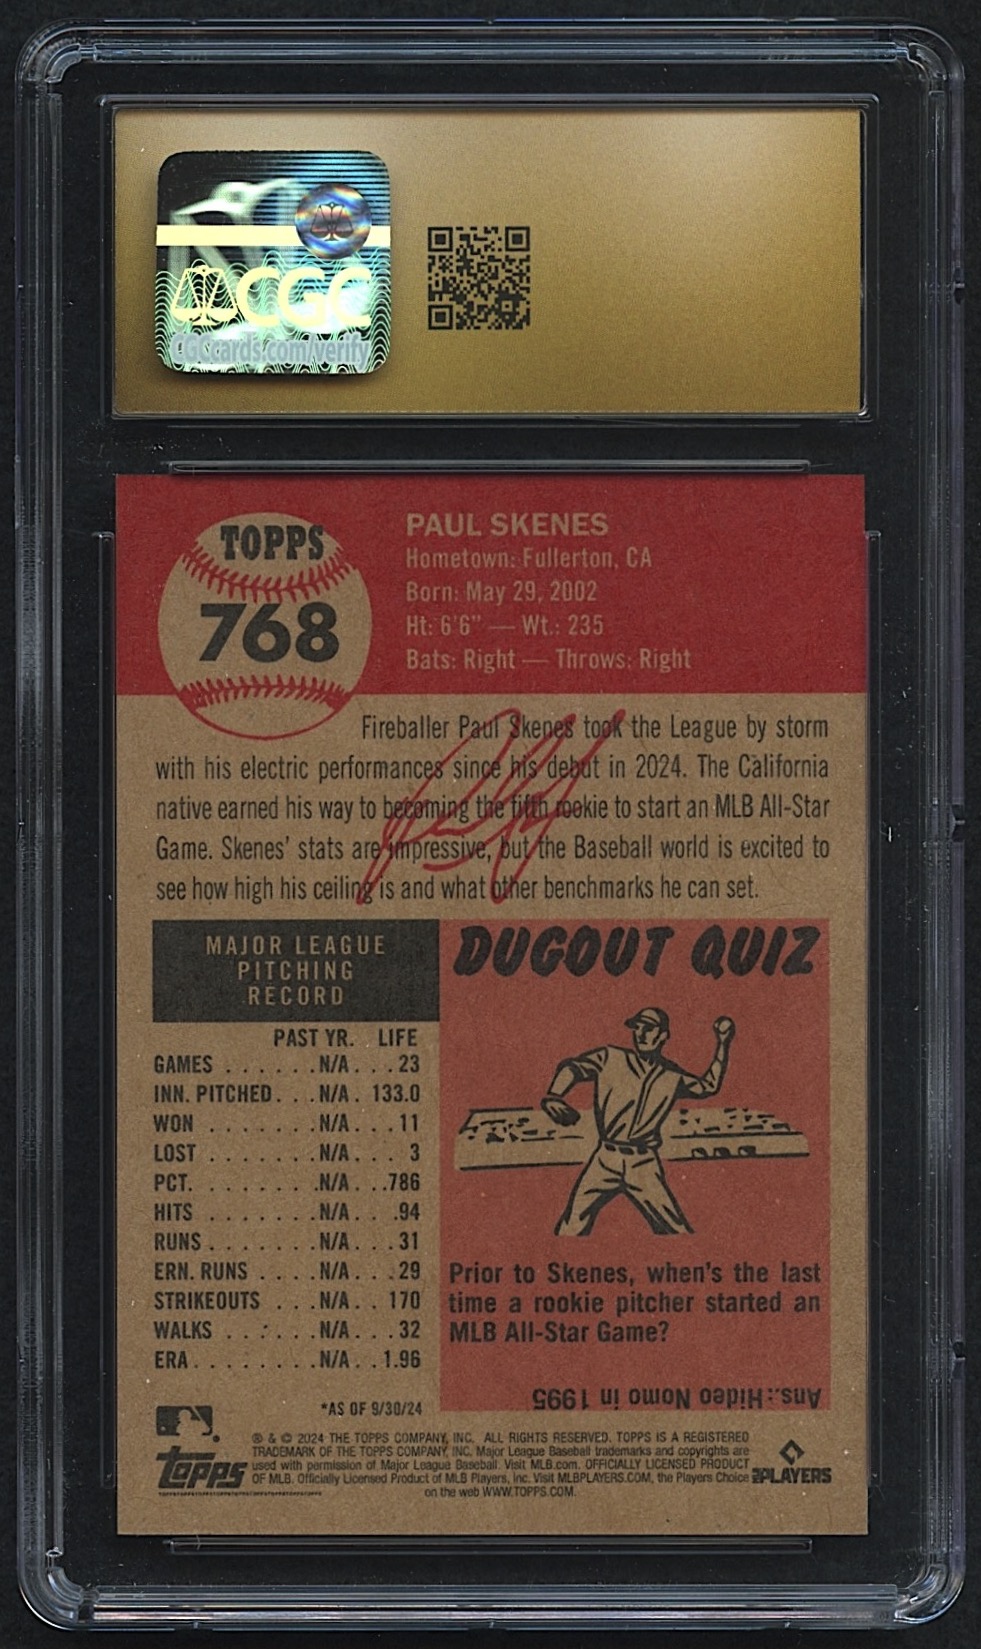 CGC
CGCcards.com/verify
TOPPS
768
PAUL SKENES
Hometown: Fullerton, CA
Born: May 29, 2002
Ht: 6'6" — Wt.: 235
Bats: Right — Throws: Right
Fireballer Paul Skenes took the League by storm
with his electric performances since his debut in 2024. The California
native earned his way to becoming the fifth rookie to start an MLB All-Star
Game. Skenes' stats are impressive, but the Baseball world is excited to
see how high his ceiling is and what other benchmarks he can set.
MAJOR LEAGUE
PITCHING
RECORD
PAST YR. LIFE
GAMES . . . . . . N/A . . . 23
INN. PITCHED . . . N/A . 133.0
WON . . . . . . . N/A . . . 11
LOST . . . . . . . N/A . . . 3
PCT. . . . . . . . N/A . . .786
HITS . . . . . . . N/A . . . 94
RUNS . . . . . . . N/A . . . 31
ERN. RUNS . . . . N/A . . . 29
STRIKEOUTS . . . N/A . . 170
WALKS . . . . . . N/A . . . 32
ERA . . . . . . . . N/A . . 1.96
*AS OF 9/30/24
DUGOUT QUIZ
Prior to Skenes, when's the last
time a rookie pitcher started an
MLB All-Star Game?
Ans.: Hideo Nomo in 1995
® & © 2024 THE TOPPS COMPANY, INC. ALL RIGHTS RESERVED. TOPPS IS A REGISTERED
TRADEMARK OF THE TOPPS COMPANY, INC. Major League Baseball trademarks and copyrights are
used with permission of Major League Baseball. Visit MLB.com. OFFICIALLY LICENSED PRODUCT
OF MLB. Officially Licensed Product of MLB Players, Inc. Visit MLBPLAYERS.COM, the Players Choice
on the web WWW.TOPPS.COM.
TOPPS
PLAYERS